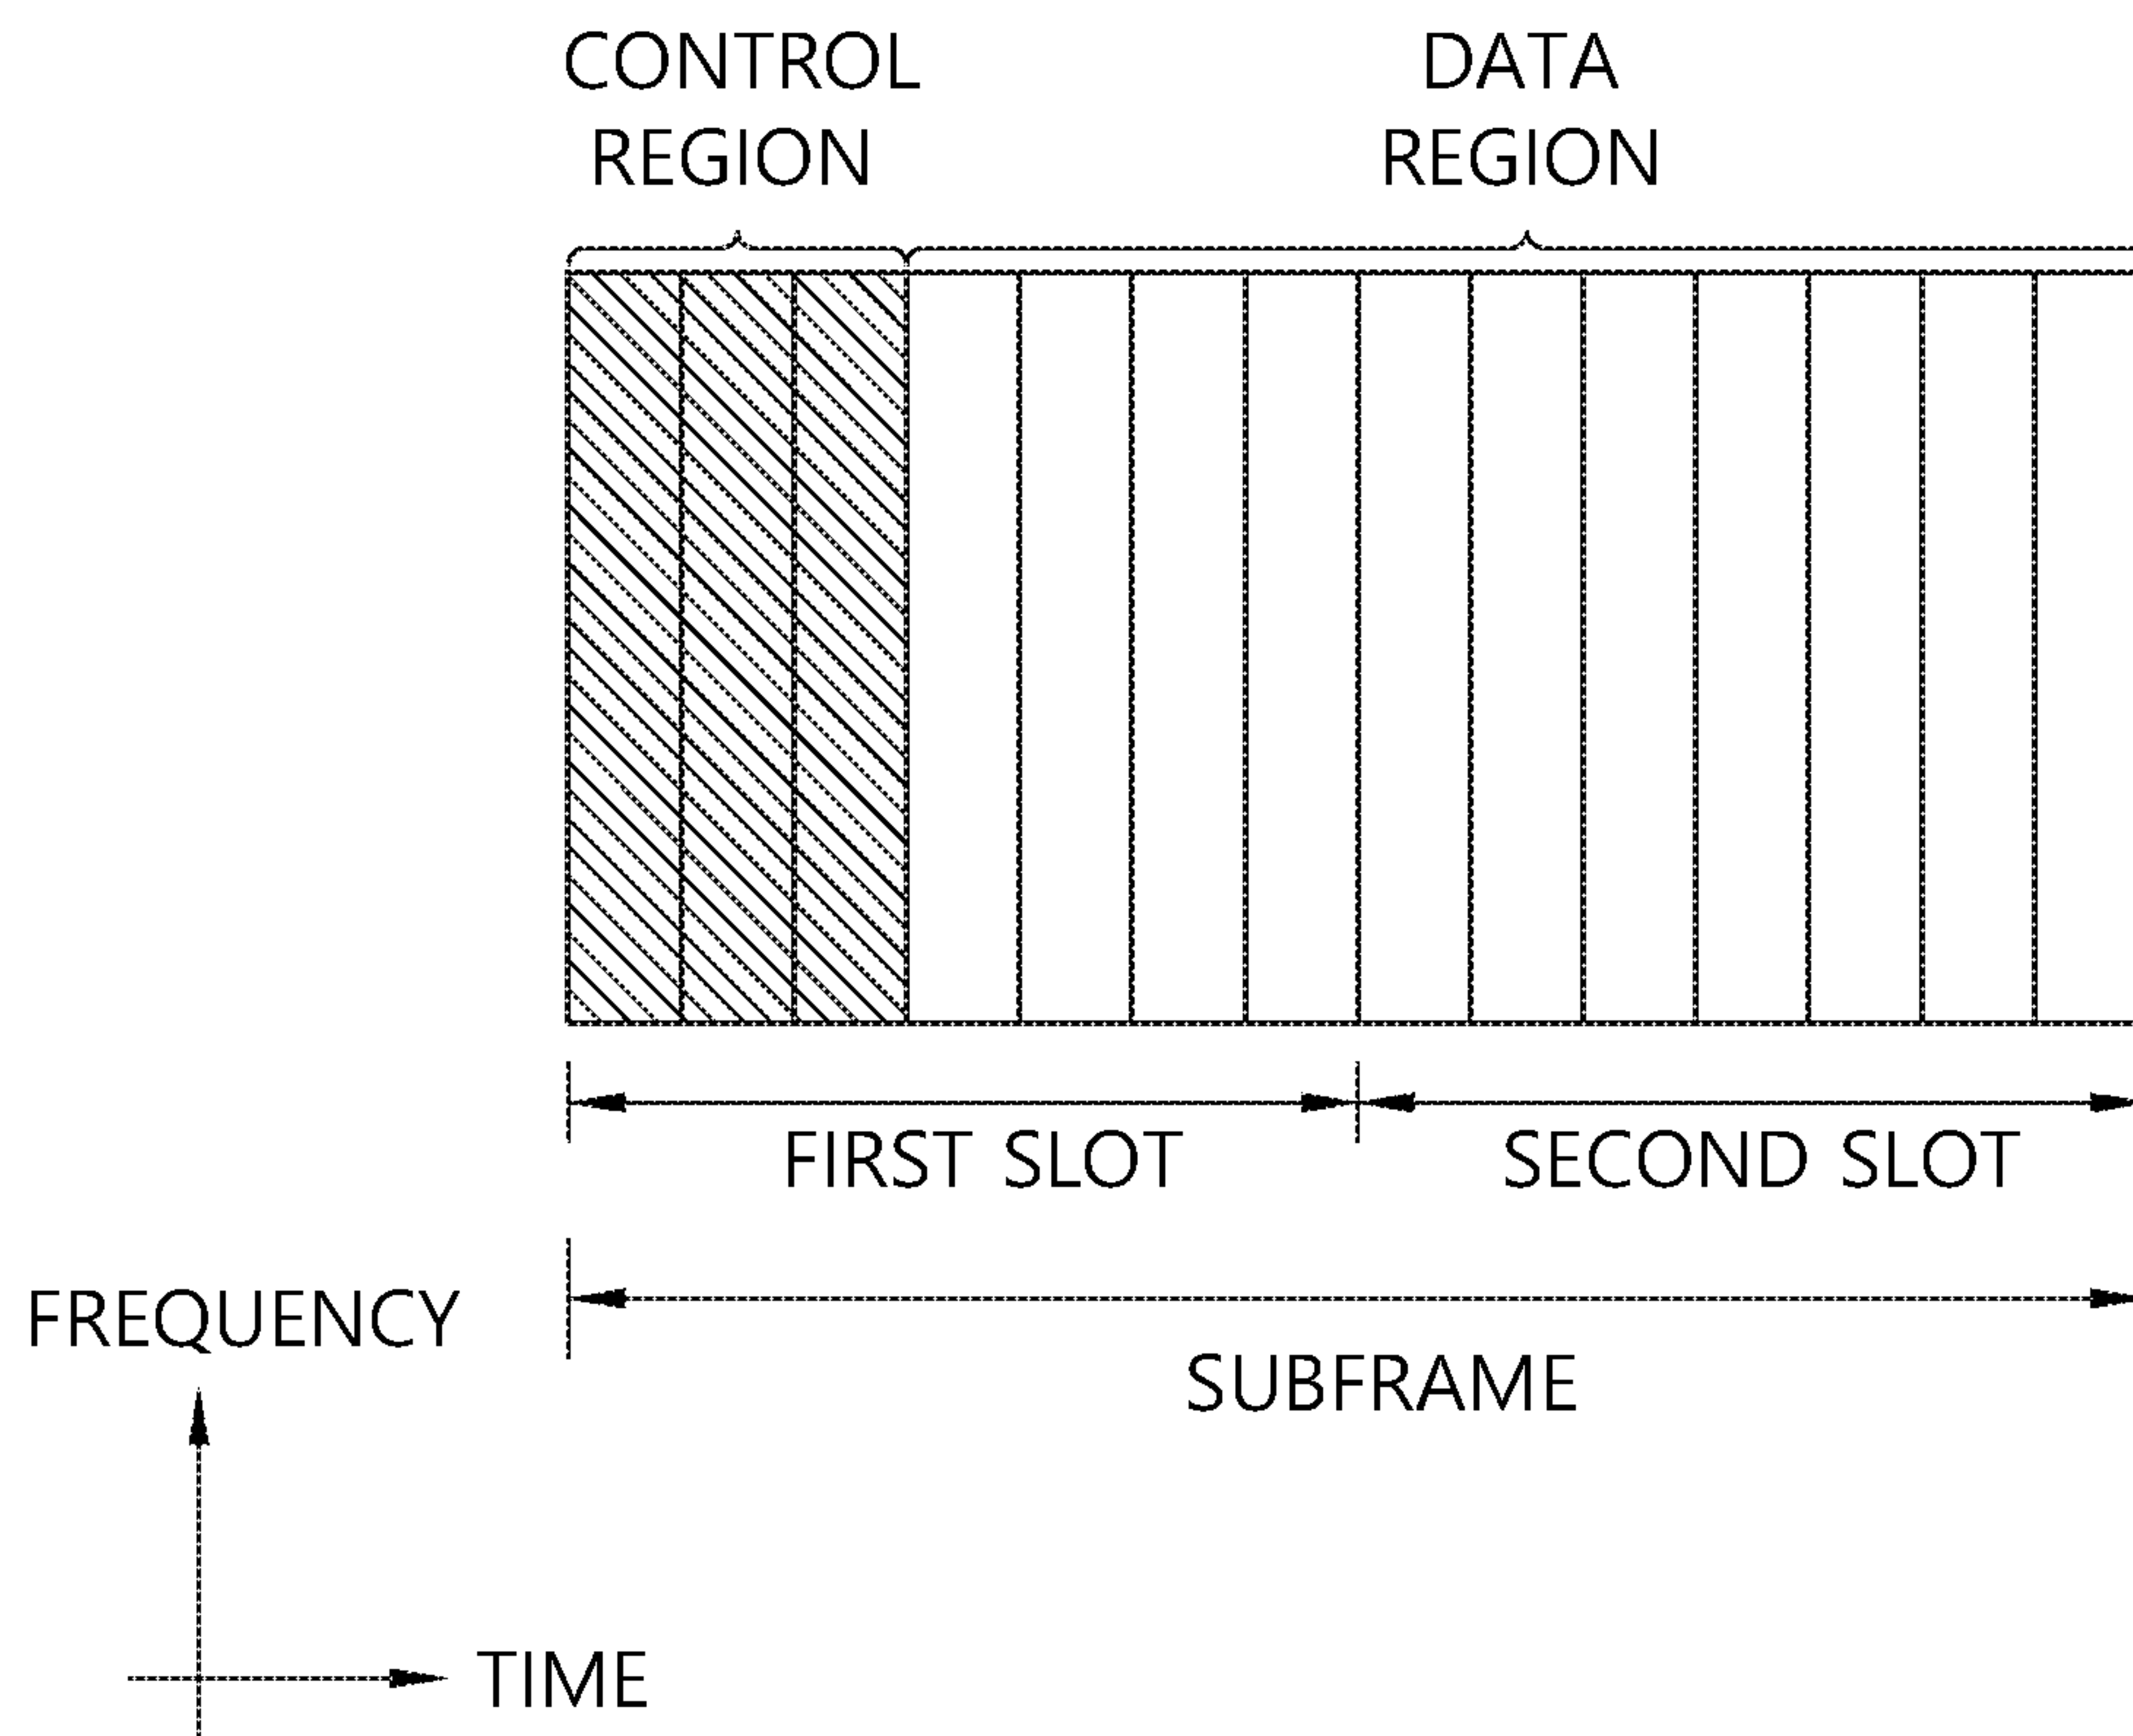 CONTROL
REGION
DATA
REGION
FIRST SLOT
SECOND SLOT
SUBFRAME
FREQUENCY
TIME